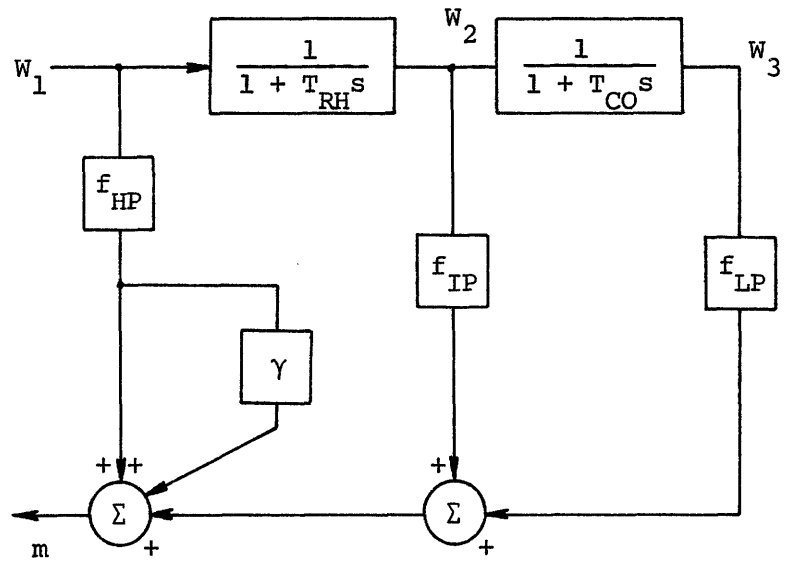 W1
1
1 + TRHs
W2
1
1 + TCOs
W3
fHP
fIP
fLP
γ
+ +
+
Σ
Σ
m
+
+